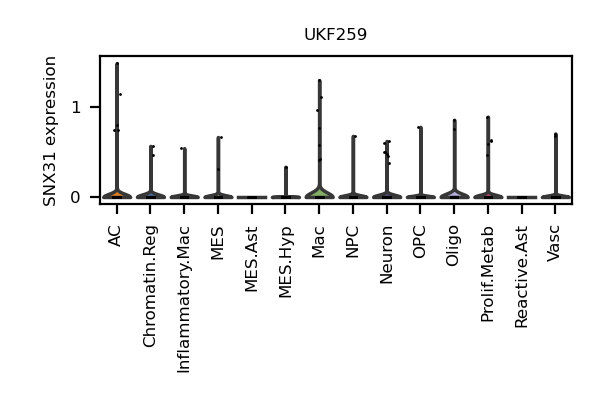 UKF259
SNX31 expression
1
0
AC
Chromatin.Reg
Inflammatory.Mac
MES
MES.Ast
MES.Hyp
Mac
NPC
Neuron
OPC
Oligo
Prolif.Metab
Reactive.Ast
Vasc